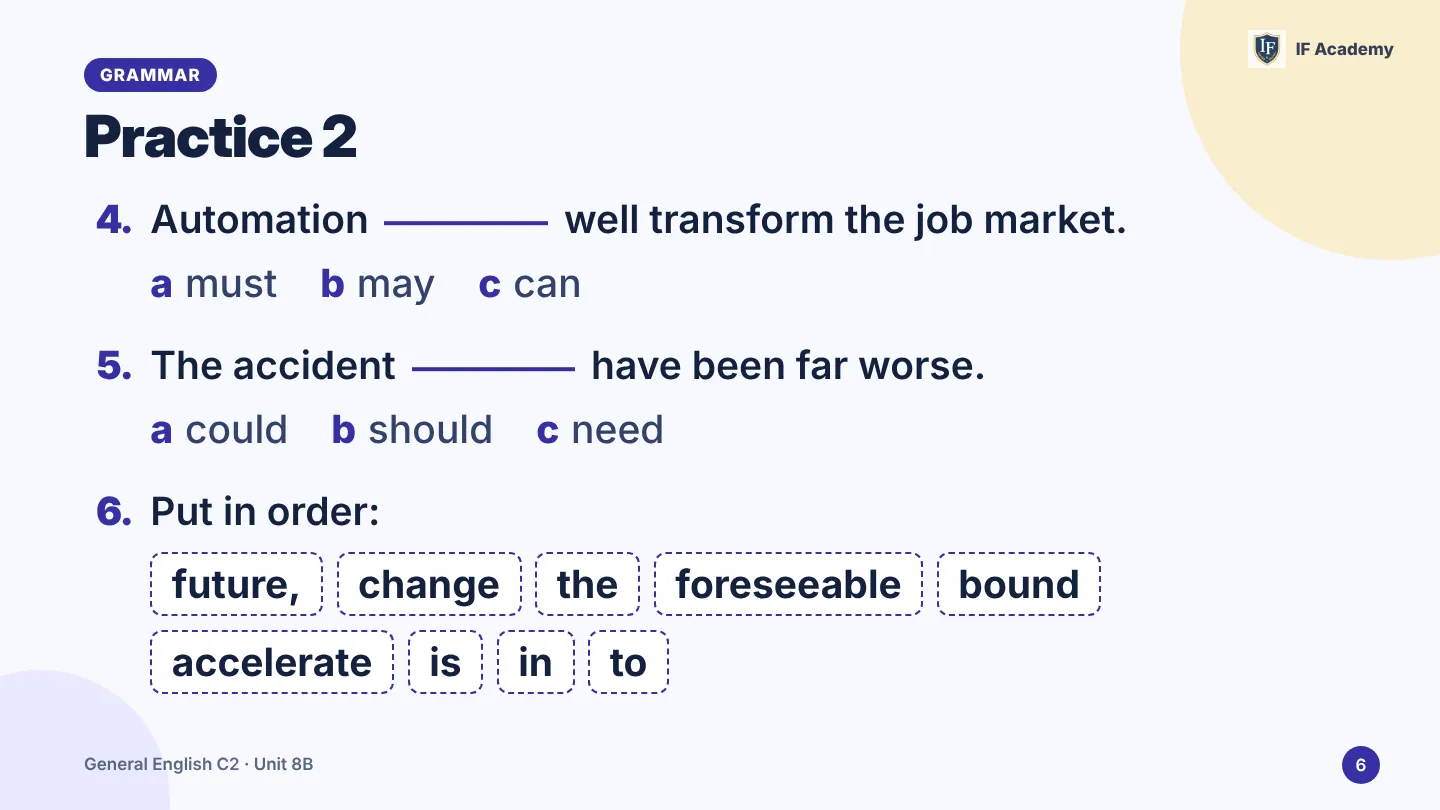 IF IF Academy
GRAMMAR
Practice 2
4. Automation ________ well transform the job market.
a must b may c can
5. The accident ________ have been far worse.
a could b should c need
6. Put in order:
future, change the foreseeable bound
accelerate is in to
General English C2 · Unit 8B
6